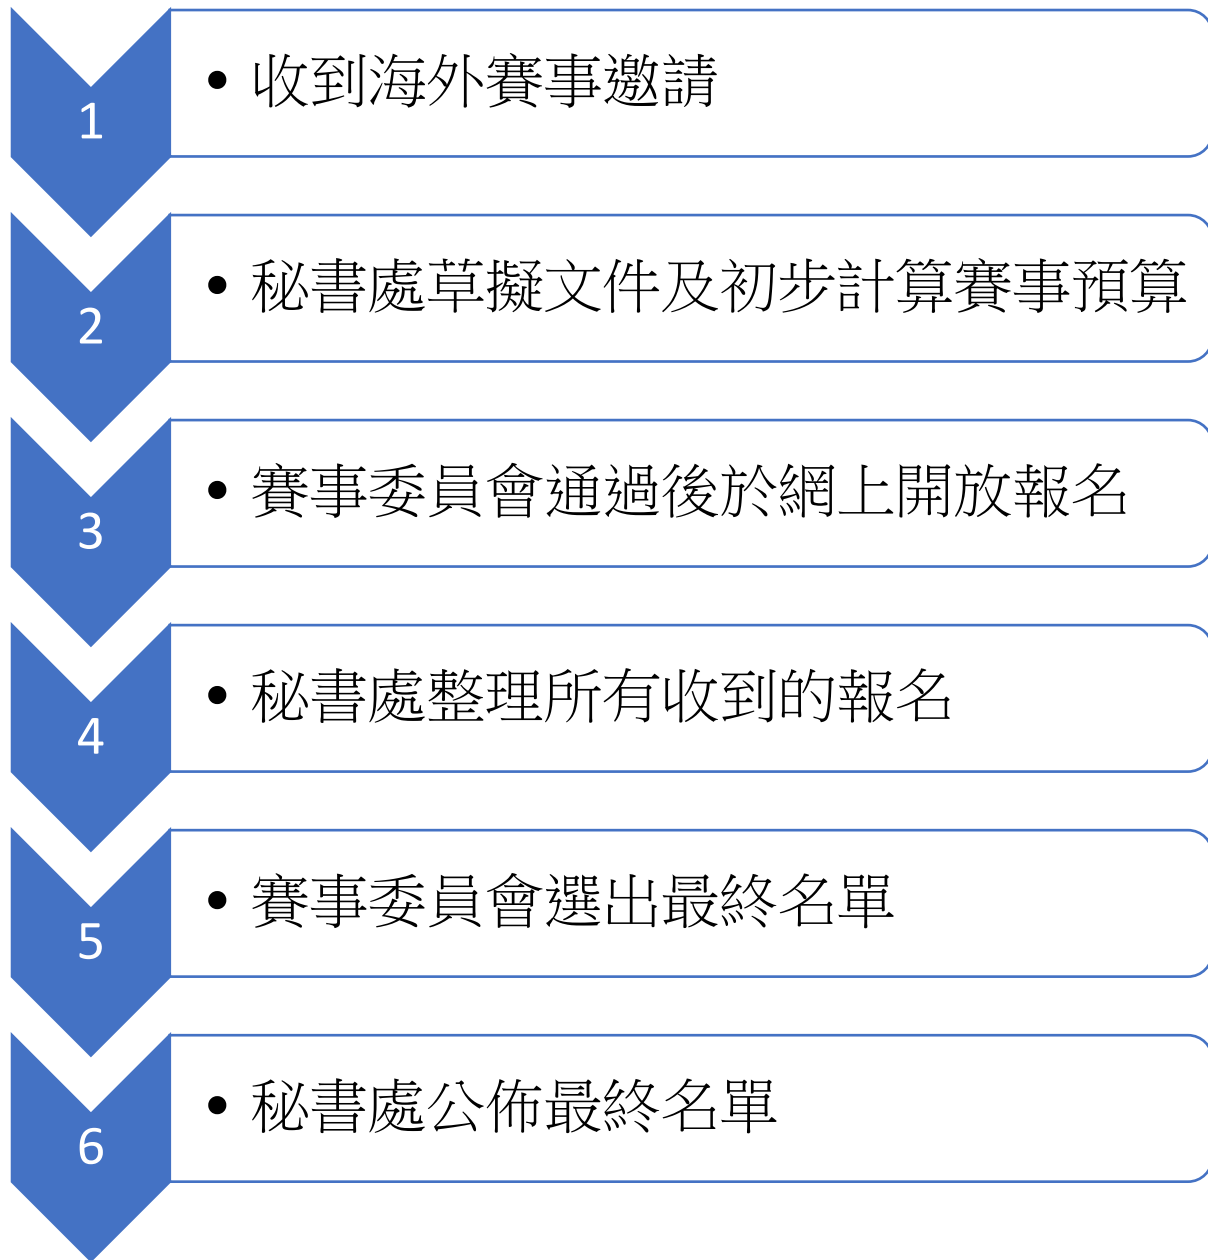 1
• 收到海外賽事邀請
2
• 秘書處草擬文件及初步計算賽事預算
3
• 賽事委員會通過後於網上開放報名
4
• 秘書處整理所有收到的報名
5
• 賽事委員會選出最終名單
6
• 秘書處公佈最終名單